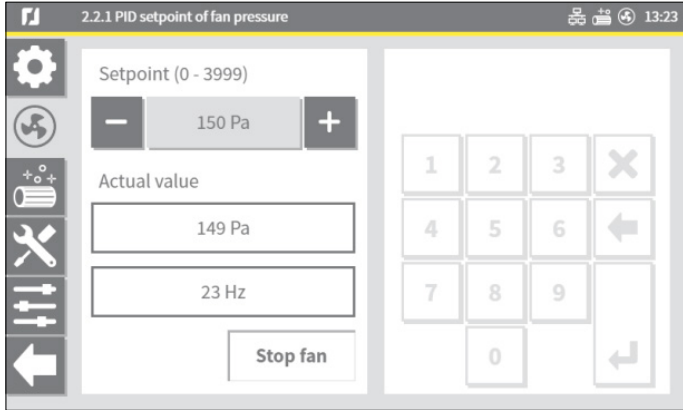 2.2.1 PID setpoint of fan pressure 13:23
Setpoint (0 - 3999)
− 150 Pa +
Actual value
149 Pa
23 Hz
Stop fan
1 2 3
4 5 6
7 8 9
0